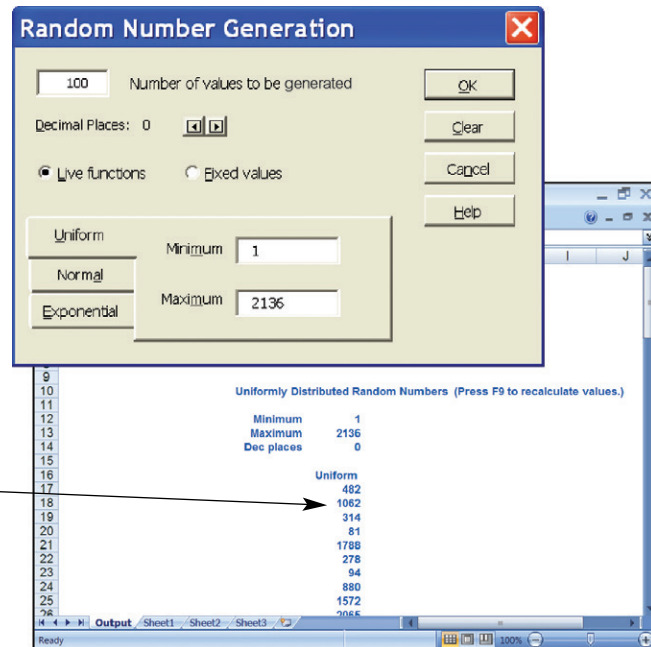 Random Number Generation
100 Number of values to be generated
OK
Decimal Places: 0
Clear
Live functions Fixed values
Cancel
Help
Uniform
Minimum 1
Normal
Maximum 2136
Exponential
I J
9
10 Uniformly Distributed Random Numbers (Press F9 to recalculate values.)
11
12 Minimum 1
13 Maximum 2136
14 Dec places 0
15
16 Uniform
17 482
18 1062
19 314
20 81
21 1788
22 278
23 94
24 880
25 1572
26 2065
Output Sheet1 Sheet2 Sheet3
Ready 100%